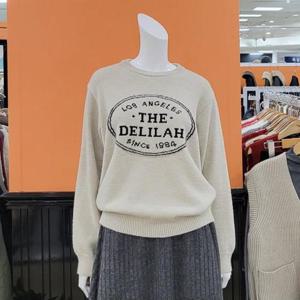 LOS ANGELES
· THE ·
DELILAH
SINCE 1984